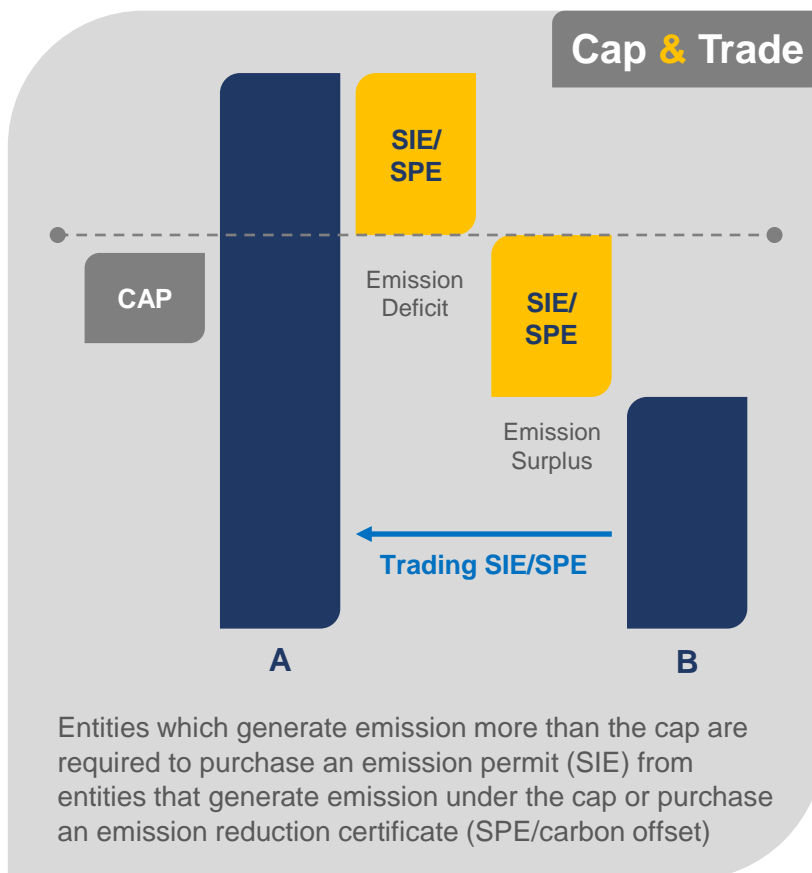 Cap & Trade
SIE/
SPE
CAP
Emission
Deficit
SIE/
SPE
Emission
Surplus
Trading SIE/SPE
A
B
Entities which generate emission more than the cap are
required to purchase an emission permit (SIE) from
entities that generate emission under the cap or purchase
an emission reduction certificate (SPE/carbon offset)